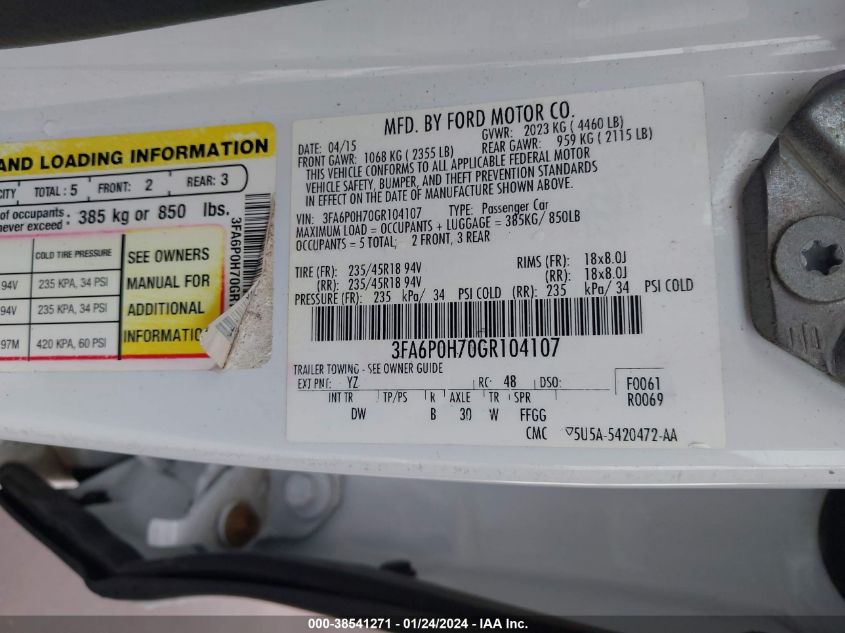 AND LOADING INFORMATION
CITY TOTAL : 5 FRONT: 2 REAR: 3
of occupants
never exceed : 385 kg or 850 lbs.
COLD TIRE PRESSURE
94V 235 KPA, 34 PSI
94V 235 KPA, 34 PSI
97M 420 KPA, 60 PSI
SEE OWNERS
MANUAL FOR
ADDITIONAL
INFORMATION
3FA6P0H70GR1
MFD. BY FORD MOTOR CO.
DATE: 04/15 GVWR: 2023 KG ( 4460 LB)
FRONT GAWR: 1068 KG ( 2355 LB) REAR GAWR: 959 KG ( 2115 LB)
THIS VEHICLE CONFORMS TO ALL APPLICABLE FEDERAL MOTOR
VEHICLE SAFETY, BUMPER, AND THEFT PREVENTION STANDARDS
IN EFFECT ON THE DATE OF MANUFACTURE SHOWN ABOVE.
VIN: 3FA6P0H70GR104107 TYPE: Passenger Car
MAXIMUM LOAD = OCCUPANTS + LUGGAGE = 385KG/ 850LB
OCCUPANTS = 5 TOTAL; 2 FRONT, 3 REAR
TIRE (FR): 235/45R18 94V RIMS (FR): 18x8.0J
(RR): 235/45R18 94V (RR): 18x8.0J
PRESSURE (FR): 235 kPa/ 34 PSI COLD (RR): 235 kPa/ 34 PSI COLD
3FA6P0H70GR104107
TRAILER TOWING - SEE OWNER GUIDE
EXT PNT: YZ RC: 48 DSO: F0061
INT TR TP/PS R AXLE TR SPR R0069
DW B 30 W FFGG
CMC ▽5U5A-5420472-AA
000-38541271 - 01/24/2024 - IAAI.com